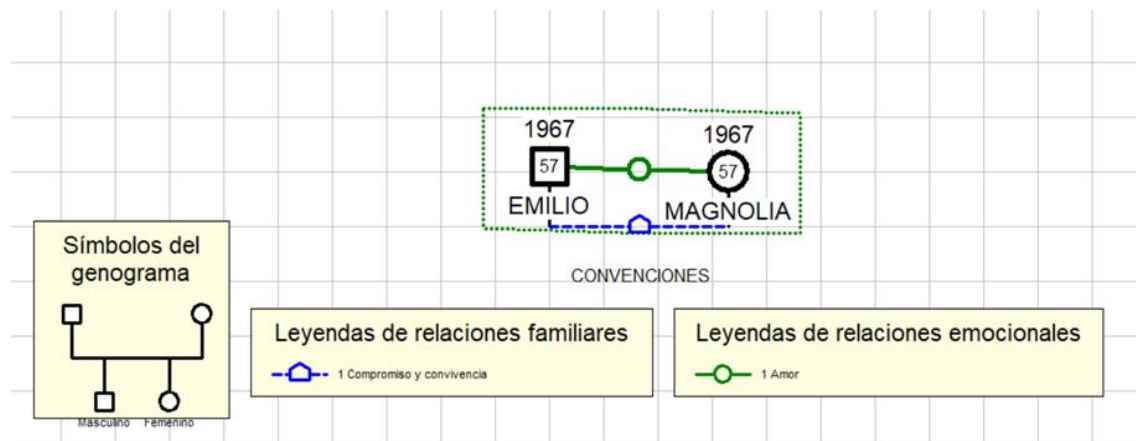 1967
1967
57
57
EMILIO
MAGNOLIA
CONVENCIONES
Símbolos del
genograma
Masculino
Femenino
Leyendas de relaciones familiares
1 Compromiso y convivencia
Leyendas de relaciones emocionales
1 Amor